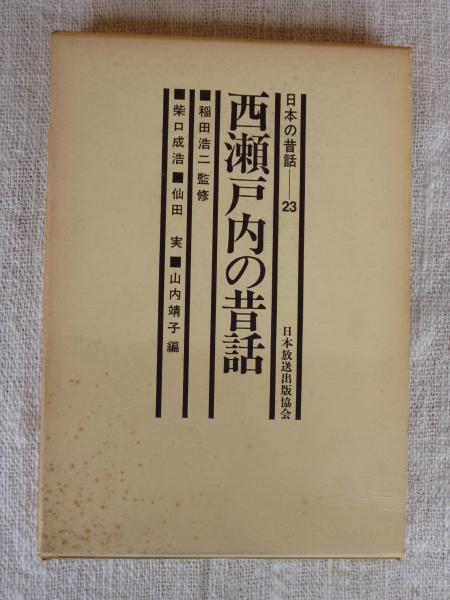 日本の昔話――23
日本放送出版協会
西瀬戸内の昔話
■稲田浩二 監修
■柴口成浩■仙田 実■山内靖子 編